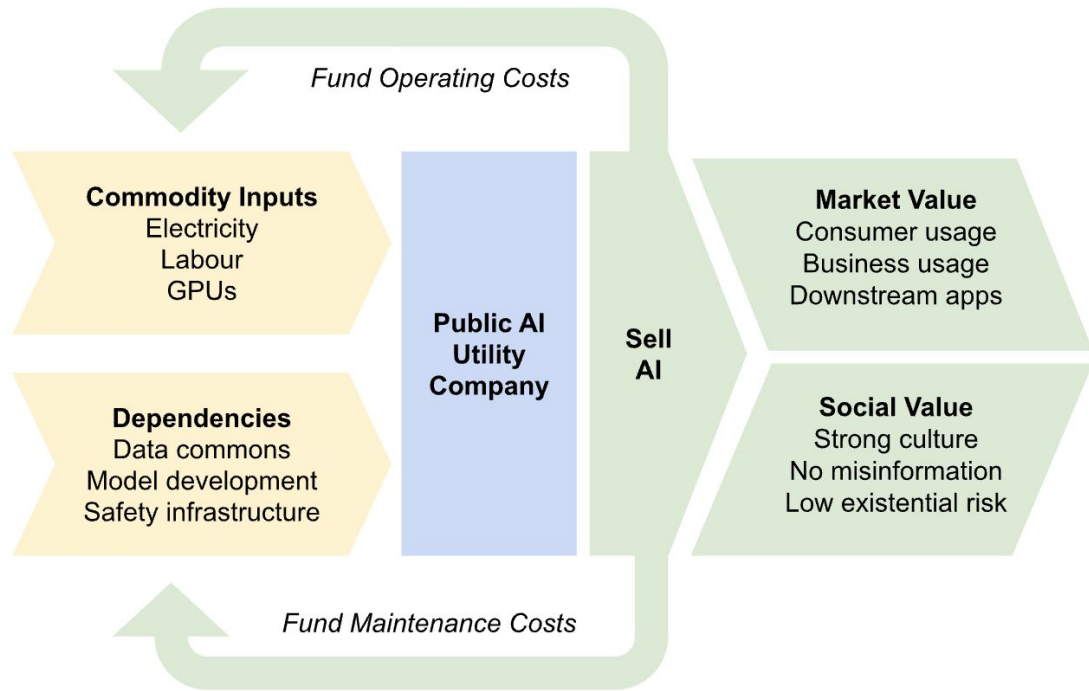 Fund Operating Costs
Commodity Inputs
Electricity
Labour
GPUs
Dependencies
Data commons
Model development
Safety infrastructure
Public AI
Utility
Company
Sell
AI
Market Value
Consumer usage
Business usage
Downstream apps
Social Value
Strong culture
No misinformation
Low existential risk
Fund Maintenance Costs